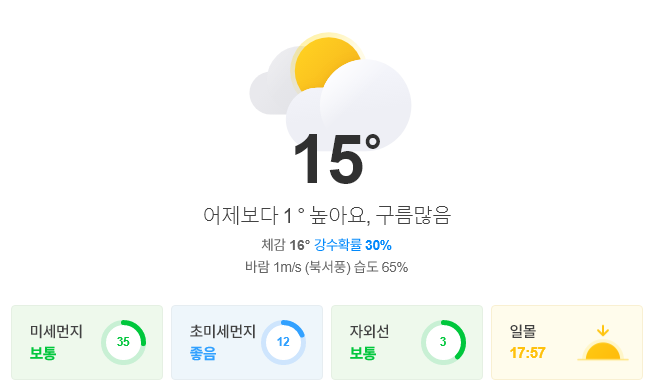 15°
어제보다 1° 높아요, 구름많음
체감 16° 강수확률 30%
바람 1m/s (북서풍) 습도 65%
미세먼지
보통
35
초미세먼지
좋음
12
자외선
보통
3
일몰
17:57